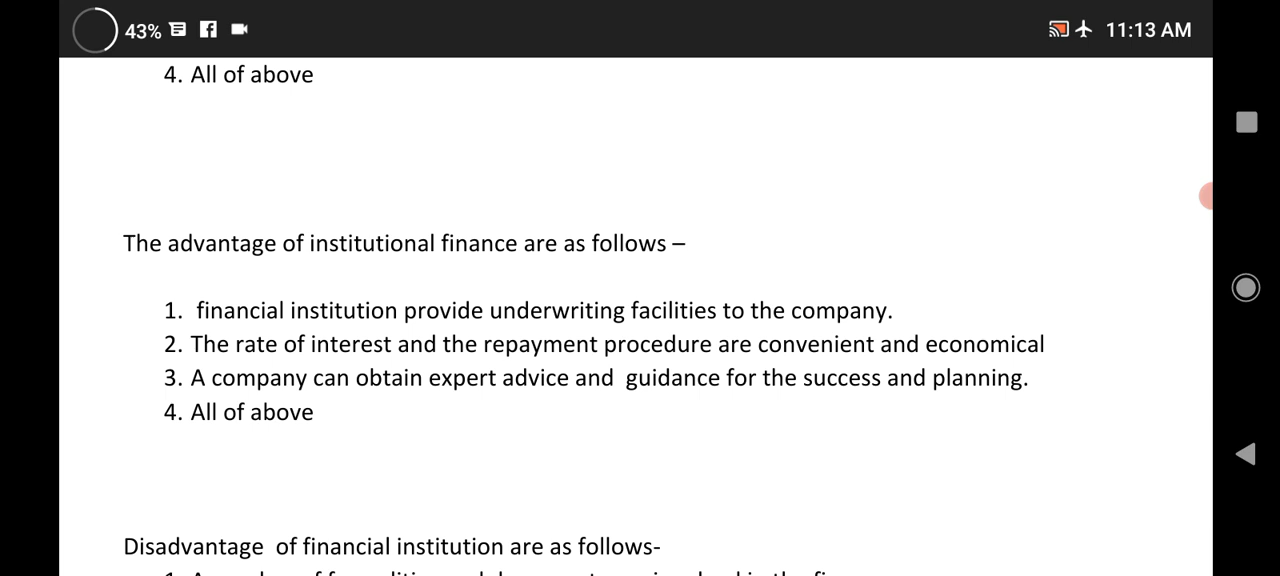 43% 11:13 AM
4. All of above
The advantage of institutional finance are as follows –
1. financial institution provide underwriting facilities to the company.
2. The rate of interest and the repayment procedure are convenient and economical
3. A company can obtain expert advice and guidance for the success and planning.
4. All of above
Disadvantage of financial institution are as follows-